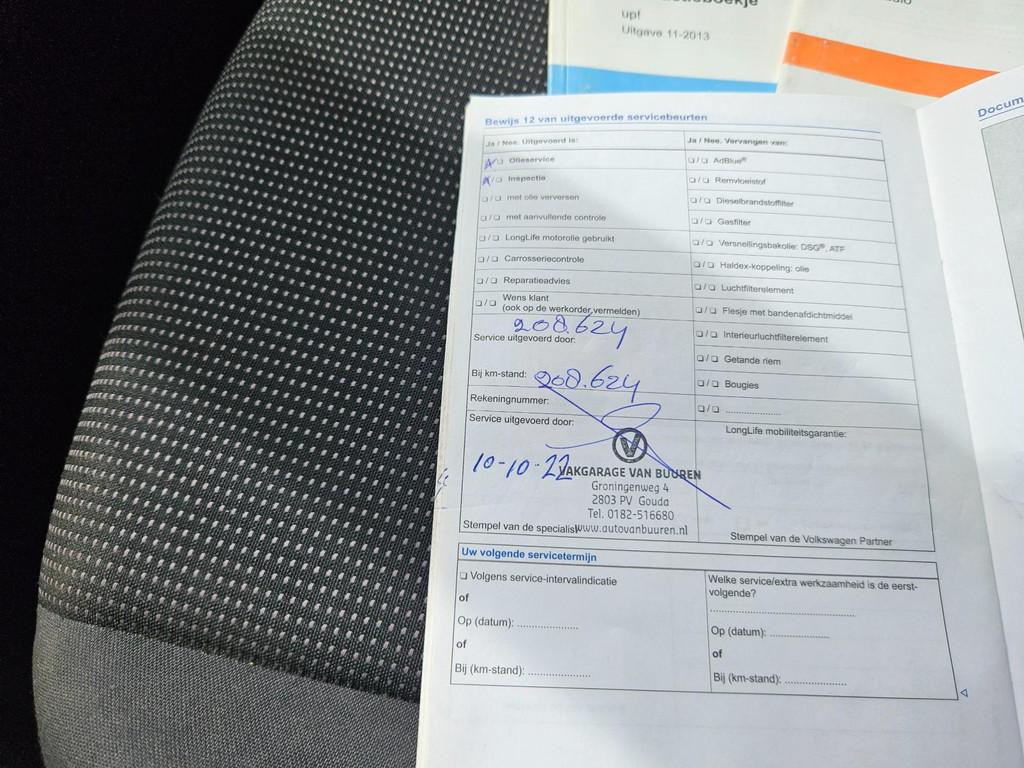 up!
Uitgave 11-2013
Docum
Bewijs 12 van uitgevoerde servicebeurten
Ja / Nee. Uitgevoerd is:
Olieservice
Inspectie
met olie verversen
met aanvullende controle
LongLife motorolie gebruikt
Carrosseriecontrole
Reparatieadvies
Wens klant
(ook op de werkorder vermelden)
208.624
Service uitgevoerd door:
Bij km-stand: 208.624
Rekeningnummer:
Service uitgevoerd door:
10-10-22
V
VAKGARAGE VAN BUUREN
Groningenweg 4
2803 PV Gouda
Tel. 0182-516680
www.autovanbuuren.nl
Stempel van de specialist
Ja / Nee. Vervangen van:
AdBlue®
Remvloeistof
Dieselbrandstoffilter
Gasfilter
Versnellingsbakolie: DSG®, ATF
Haldex-koppeling: olie
Luchtfilterelement
Flesje met bandenafdichtmiddel
Interieurluchtfilterelement
Getande riem
Bougies
LongLife mobiliteitsgarantie:
Stempel van de Volkswagen Partner
Uw volgende servicetermijn
Volgens service-intervalindicatie
of
Op (datum): ....................
of
Bij (km-stand): ....................
Welke service/extra werkzaamheid is de eerst-
volgende?
Op (datum): ....................
of
Bij (km-stand): ....................